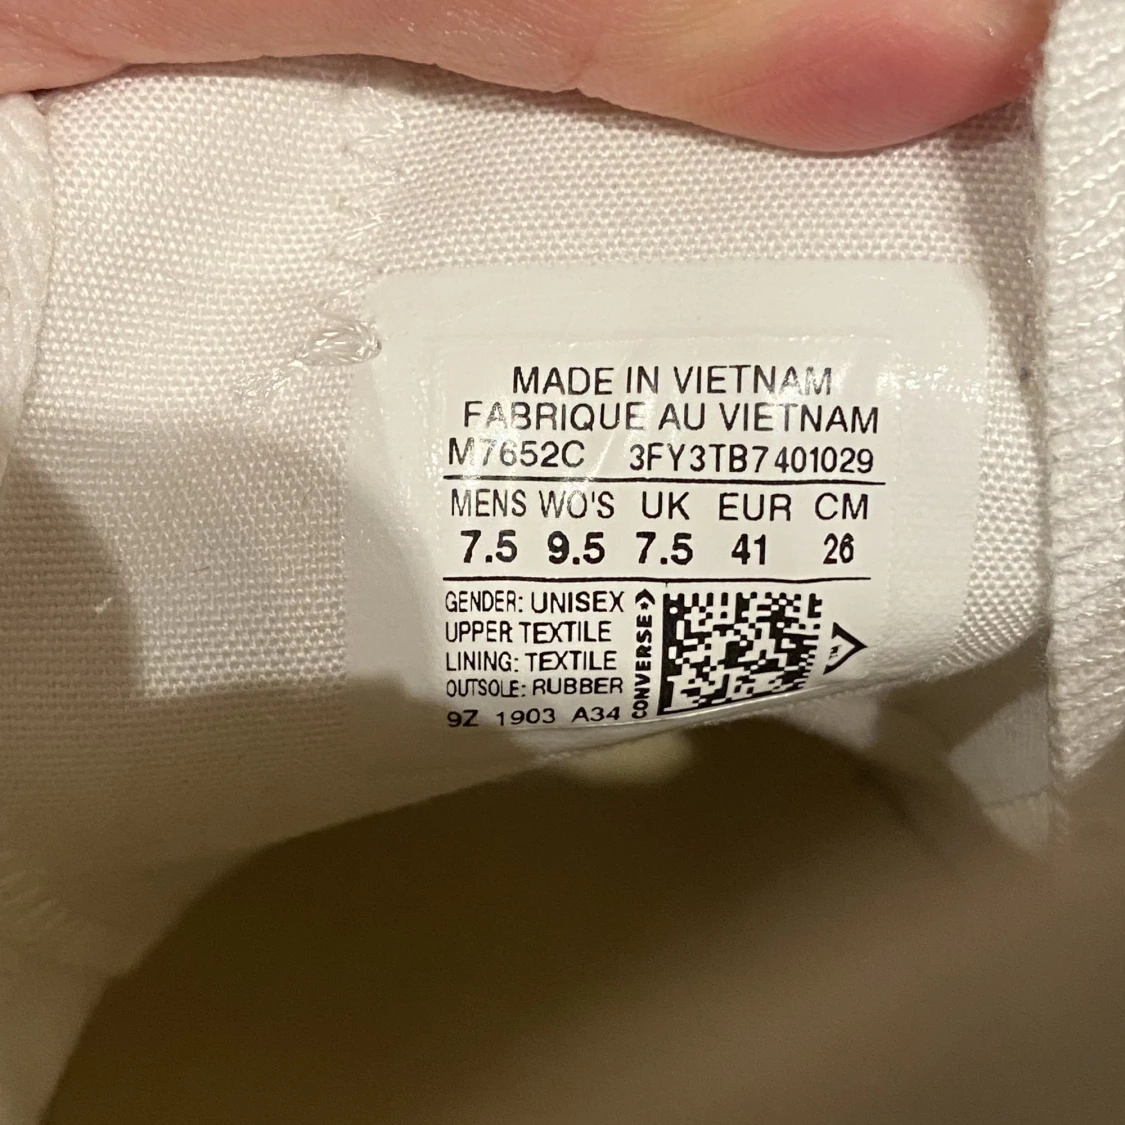 MADE IN VIETNAM
FABRIQUE AU VIETNAM
M7652C 3FY3TB7401029
MENS WO'S UK EUR CM
7.5 9.5 7.5 41 26
GENDER: UNISEX
UPPER TEXTILE
LINING: TEXTILE
OUTSOLE: RUBBER
9Z 1903 A34
CONVERSE
TM